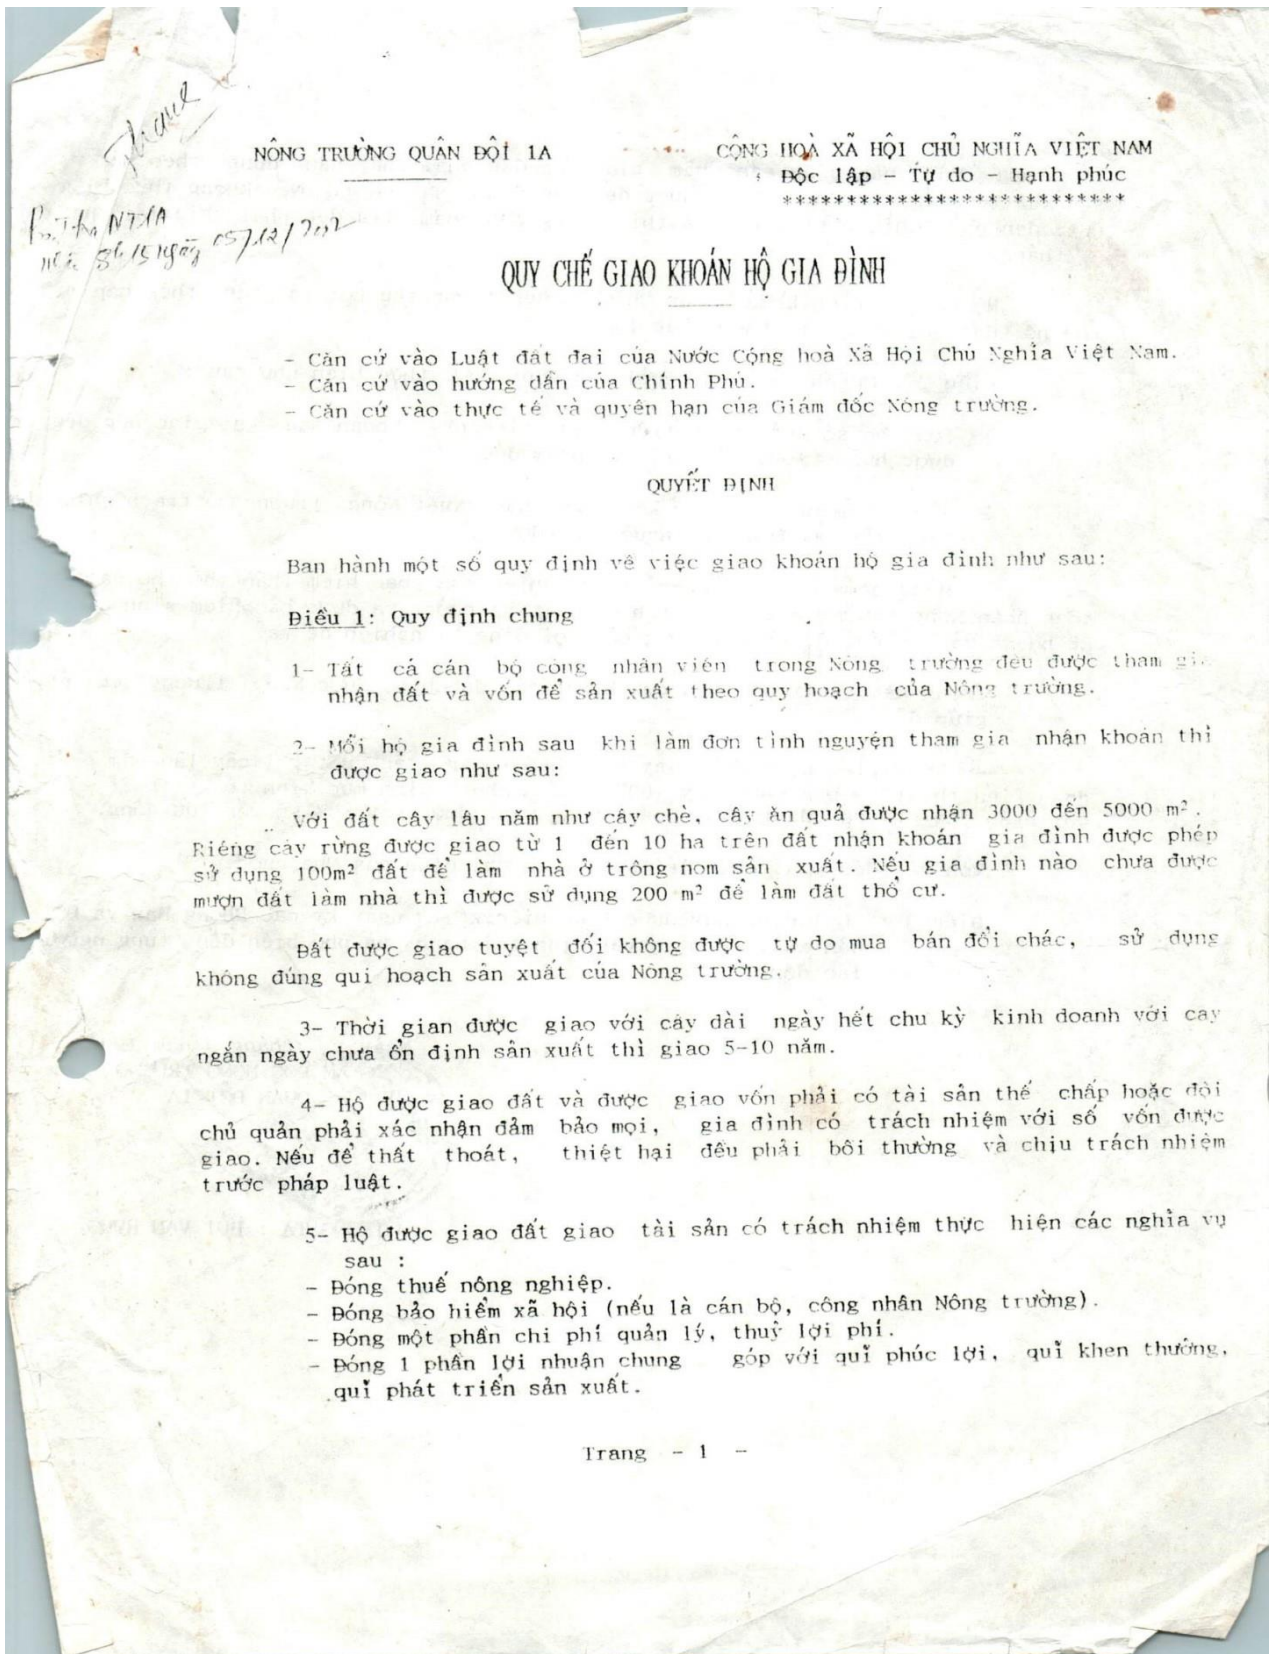 NÔNG TRƯỜNG QUÂN ĐỘI 1A
CỘNG HOÀ XÃ HỘI CHỦ NGHĨA VIỆT NAM
Độc lập - Tự do - Hạnh phúc
**************************
NT1A
ngày 05/12/202
QUY CHẾ GIAO KHOÁN HỘ GIA ĐÌNH
- Căn cứ vào Luật đất đai của Nước Cộng hoà Xã Hội Chủ Nghĩa Việt Nam.
- Căn cứ vào hướng dẫn của Chính Phủ.
- Căn cứ vào thực tế và quyền hạn của Giám đốc Nông trường.
QUYẾT ĐỊNH
Ban hành một số quy định về việc giao khoán hộ gia đình như sau:
Điều 1: Quy định chung
1- Tất cả cán bộ công nhân viên trong Nông trường đều được tham gia
nhận đất và vốn để sản xuất theo quy hoạch của Nông trường.
2- Mỗi hộ gia đình sau khi làm đơn tình nguyện tham gia nhận khoán thì
được giao như sau:
Với đất cây lâu năm như cây chè, cây ăn quả được nhận 3000 đến 5000 m².
Riêng cây rừng được giao từ 1 đến 10 ha trên đất nhận khoán gia đình được phép
sử dụng 100m² đất để làm nhà ở trông nom sản xuất. Nếu gia đình nào chưa được
mượn đất làm nhà thì được sử dụng 200 m² để làm đất thổ cư.
Đất được giao tuyệt đối không được tự do mua bán đổi chác, sử dụng
không đúng qui hoạch sản xuất của Nông trường.
3- Thời gian được giao với cây dài ngày hết chu kỳ kinh doanh với cây
ngắn ngày chưa ổn định sản xuất thì giao 5-10 năm.
4- Hộ được giao đất và được giao vốn phải có tài sản thế chấp hoặc đội
chủ quản phải xác nhận đảm bảo mọi, gia đình có trách nhiệm với số vốn được
giao. Nếu để thất thoát, thiệt hại đều phải bồi thường và chịu trách nhiệm
trước pháp luật.
5- Hộ được giao đất giao tài sản có trách nhiệm thực hiện các nghĩa vụ
sau :
- Đóng thuế nông nghiệp.
- Đóng bảo hiểm xã hội (nếu là cán bộ, công nhân Nông trường).
- Đóng một phần chi phí quản lý, thuỷ lợi phí.
- Đóng 1 phần lợi nhuận chung góp với quĩ phúc lợi, quĩ khen thưởng,
quĩ phát triển sản xuất.
Trang - 1 -